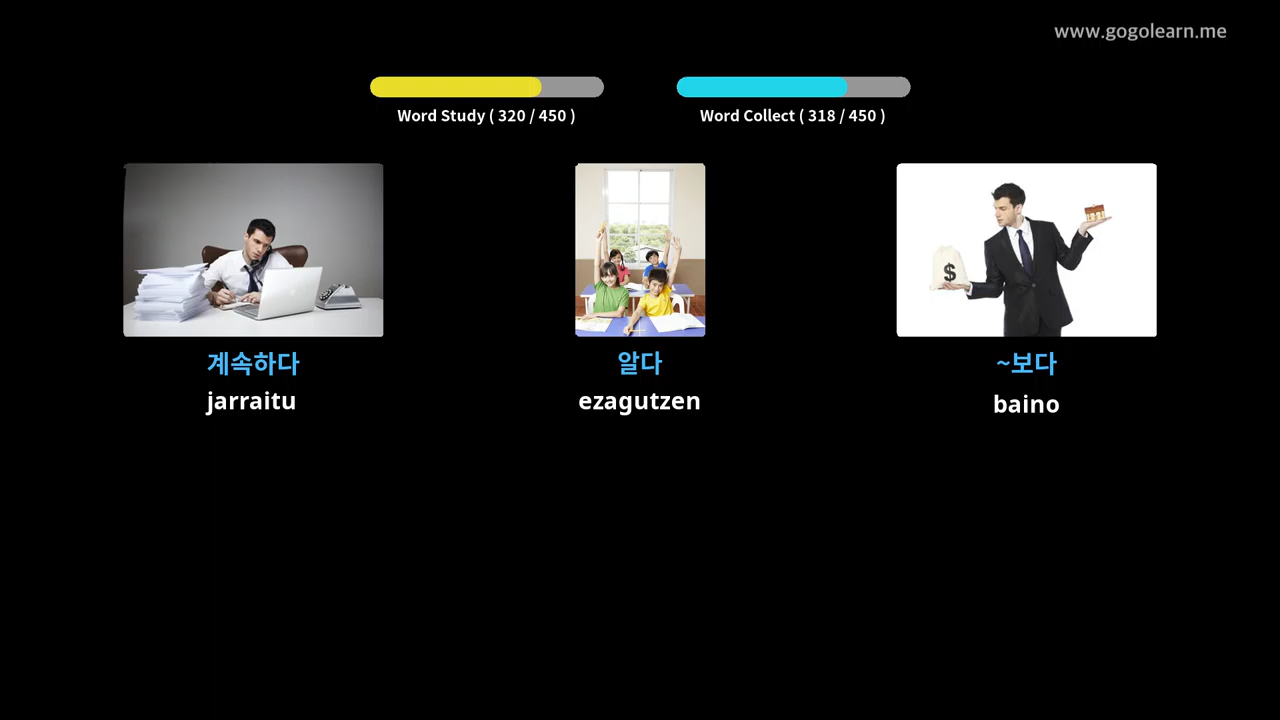 www.gogolearn.me
Word Study ( 320 / 450 )
Word Collect ( 318 / 450 )
계속하다
jarraitu
알다
ezagutzen
$
~보다
baino